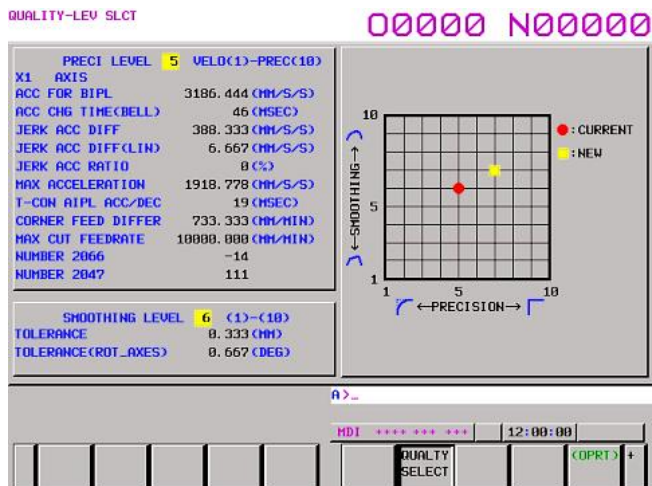 QUALITY-LEV SLCT
O0000 N00000
PRECI LEVEL 5 VELO(1)-PREC(10)
X1 AXIS
ACC FOR BIPL 3186.444(MM/S/S)
ACC CHG TIME(BELL) 46(MSEC)
JERK ACC DIFF 388.333(MM/S/S)
JERK ACC DIFF(LIN) 6.667(MM/S/S)
JERK ACC RATIO 0(%)
MAX ACCELERATION 1918.778(MM/S/S)
T-CON AIPL ACC/DEC 19(MSEC)
CORNER FEED DIFFER 733.333(MM/MIN)
MAX CUT FEEDRATE 10000.000(MM/MIN)
NUMBER 2066 -14
NUMBER 2047 111
SMOOTHING LEVEL 6 (1)-(10)
TOLERANCE 0.333(MM)
TOLERANCE(ROT_AXES) 0.667(DEG)
10
5
1
←SMOOTHING→
1 5 10
←PRECISION→
:CURRENT
:NEW
A>_
MDI ++++ +++ +++ 12:00:00
QUALTY
SELECT
(OPRT) +